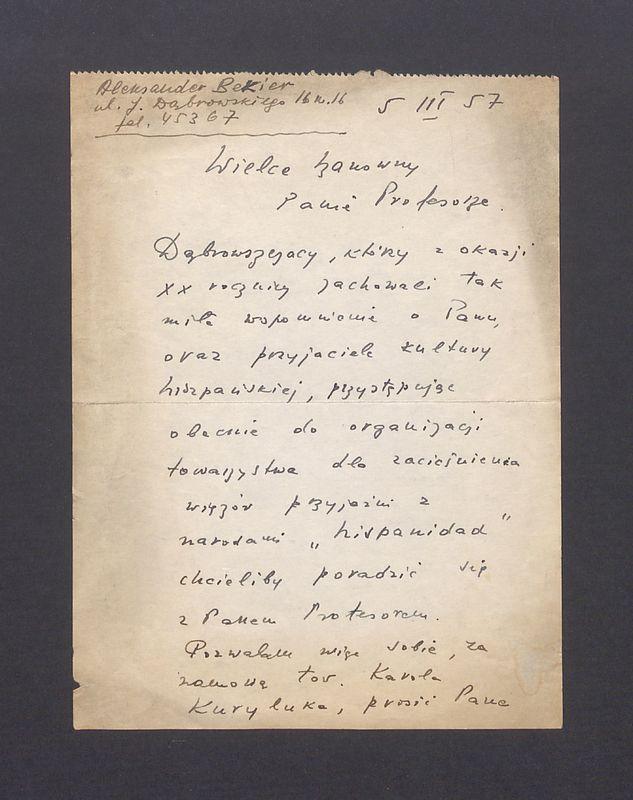 Aleksander Bekier
ul. J. Dąbrowskiego 16 m. 16
tel. 45367
5 III 57
Wielce Szanowny
Panie Profesorze.
Dąbrowszczacy, którzy z okazji
XX rocznicy zachowali tak
miłe wspomnienie o Panu,
oraz przyjaciele kultury
hiszpańskiej, przystępując
obecnie do organizacji
towarzystwa dla zacieśnienia
więzów przyjaźni z
narodami „hispanidad"
chcieliby poradzić się
z Panem Profesorem.
Pozwalam więc sobie, za
namową tow. Karola
Kuryluka, prosić Pana